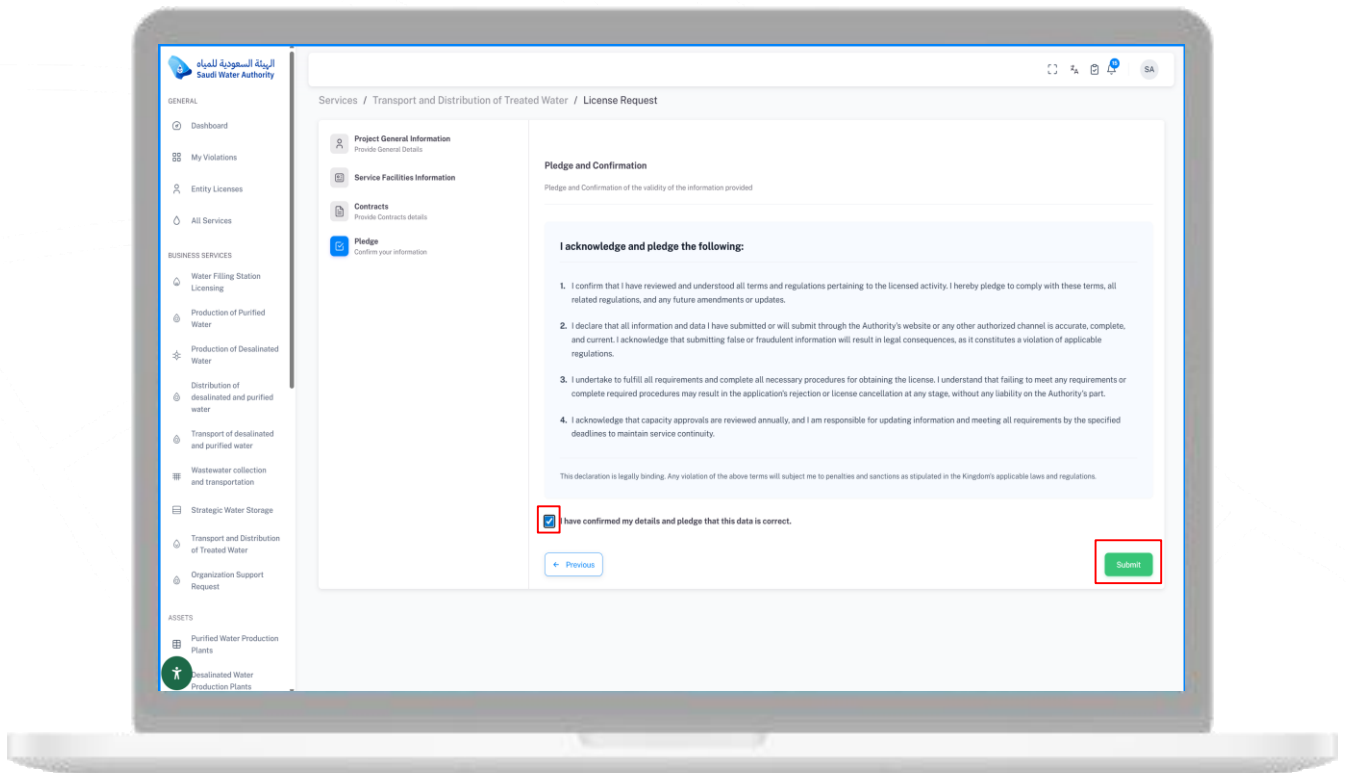 الهيئة السعودية للمياه
Saudi Water Authority
GENERAL
Dashboard
My Violations
Entity Licenses
All Services
BUSINESS SERVICES
Water Filling Station
Licensing
Production of Purified
Water
Production of Desalinated
Water
Distribution of
desalinated and purified
water
Transport of desalinated
and purified water
Wastewater collection
and transportation
Strategic Water Storage
Transport and Distribution
of Treated Water
Organization Support
Request
ASSETS
Purified Water Production
Plants
Desalinated Water
Production Plants
SA
Services / Transport and Distribution of Treated Water / License Request
Project General Information
Provide General Details
Service Facilities Information
Contracts
Provide Contracts details
Pledge
Confirm your information
Pledge and Confirmation
Pledge and Confirmation of the validity of the information provided
I acknowledge and pledge the following:
1. I confirm that I have reviewed and understood all terms and regulations pertaining to the licensed activity. I hereby pledge to comply with these terms, all
related regulations, and any future amendments or updates.
2. I declare that all information and data I have submitted or will submit through the Authority's website or any other authorized channel is accurate, complete,
and current. I acknowledge that submitting false or fraudulent information will result in legal consequences, as it constitutes a violation of applicable
regulations.
3. I undertake to fulfill all requirements and complete all necessary procedures for obtaining the license. I understand that failing to meet any requirements or
complete required procedures may result in the application's rejection or license cancellation at any stage, without any liability on the Authority's part.
4. I acknowledge that capacity approvals are reviewed annually, and I am responsible for updating information and meeting all requirements by the specified
deadlines to maintain service continuity.
This declaration is legally binding. Any violation of the above terms will subject me to penalties and sanctions as stipulated in the Kingdom's applicable laws and regulations.
I have confirmed my details and pledge that this data is correct.
← Previous
Submit